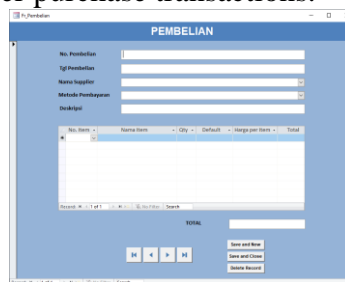 er purchase transactions.
Fr_Pembelian
PEMBELIAN
No. Pembelian
Tgl Pembelian
Nama Supplier
Metode Pembayaran
Deskripsi
No. Item Nama Item Qty Default Harga per Item Total
Record: 1 of 1 No Filter Search
TOTAL
Save and New
Save and Close
Delete Record